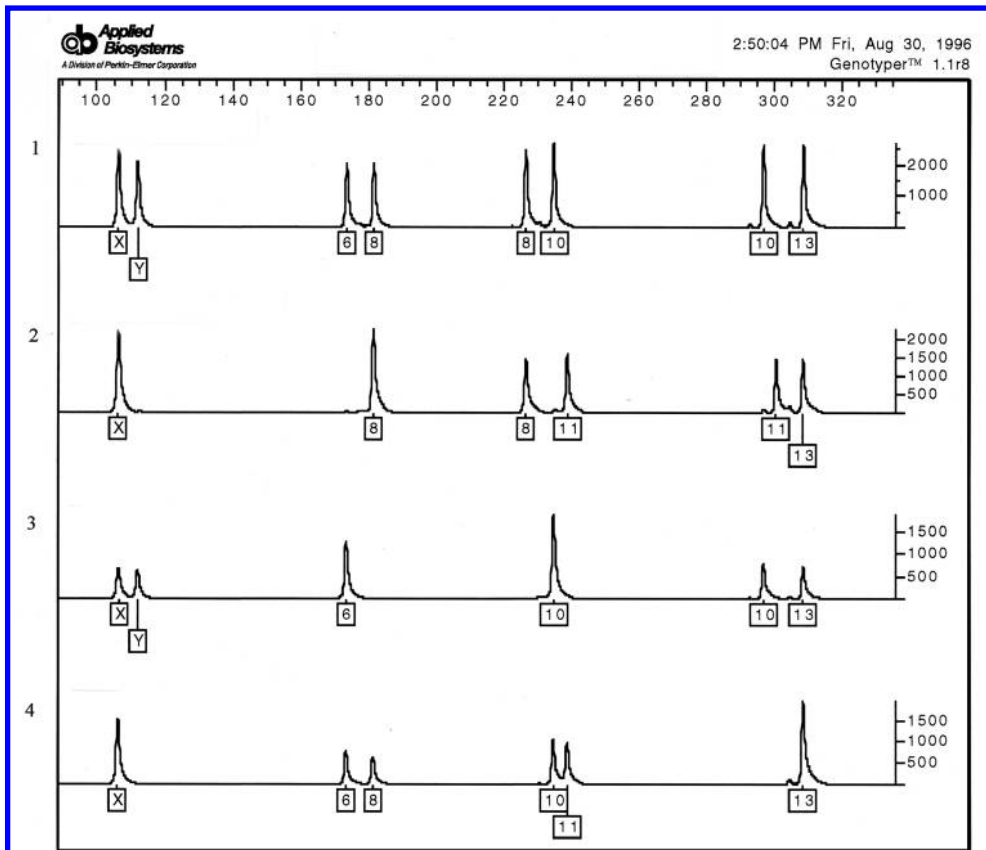 Applied
Biosystems
A Division of Perkin-Elmer Corporation
2:50:04 PM Fri, Aug 30, 1996
Genotyper™ 1.1r8
100 120 140 160 180 200 220 240 260 280 300 320
1
2000
1000
X 6 8 8 10 10 13
Y
2
2000
1500
1000
500
X 8 8 11 11
13
3
1500
1000
500
X 6 10 10 13
Y
4
1500
1000
500
X 6 8 10 13
11